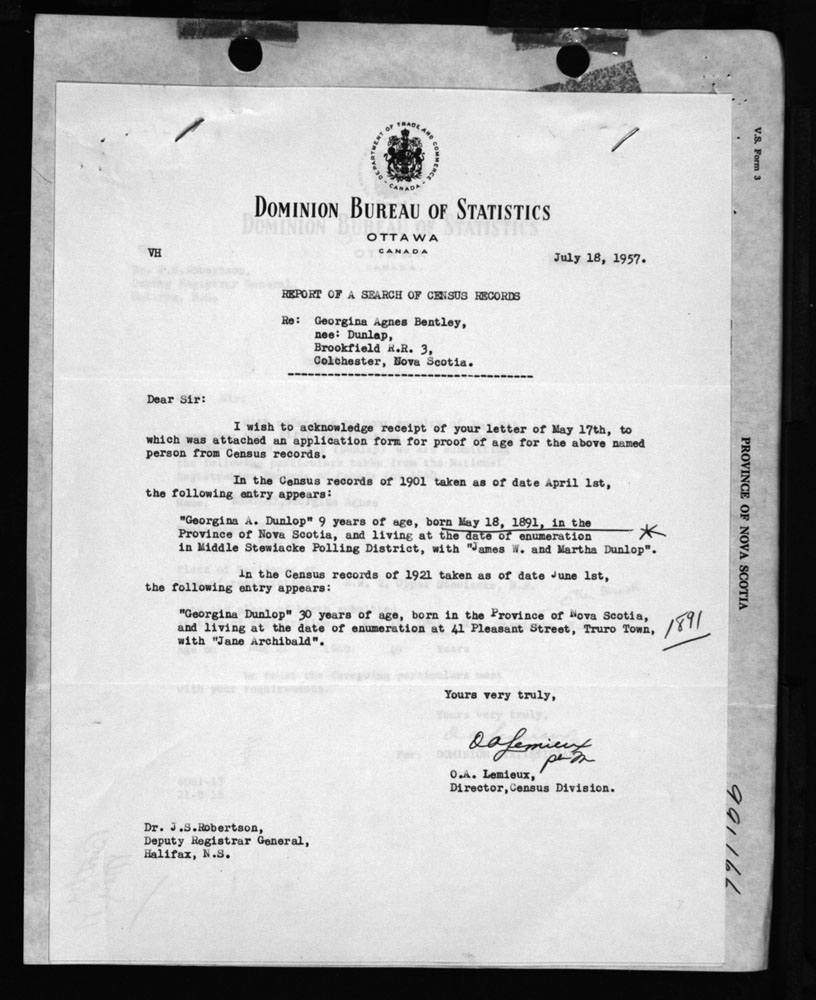 DEPARTMENT OF TRADE AND COMMERCE
CANADA
DOMINION BUREAU OF STATISTICS
OTTAWA
CANADA
VH
July 18, 1957.
REPORT OF A SEARCH OF CENSUS RECORDS
Re: Georgina Agnes Bentley,
nee: Dunlap,
Brookfield R.R. 3,
Colchester, Nova Scotia.
Dear Sir:
I wish to acknowledge receipt of your letter of May 17th, to
which was attached an application form for proof of age for the above named
person from Census records.
In the Census records of 1901 taken as of date April 1st,
the following entry appears:
"Georgina A. Dunlop" 9 years of age, born May 18, 1891, in the
Province of Nova Scotia, and living at the date of enumeration
in Middle Stewiacke Polling District, with "James W. and Martha Dunlop".
In the Census records of 1921 taken as of date June 1st,
the following entry appears:
"Georgina Dunlop" 30 years of age, born in the Province of Nova Scotia,
and living at the date of enumeration at 41 Pleasant Street, Truro Town,
with "Jane Archibald".
1891
Yours very truly,
O A Lemieux
O.A. Lemieux,
Director,Census Division.
Dr. J.S.Robertson,
Deputy Registrar General,
Halifax, N.S.
V.S. Form 3
PROVINCE OF NOVA SCOTIA